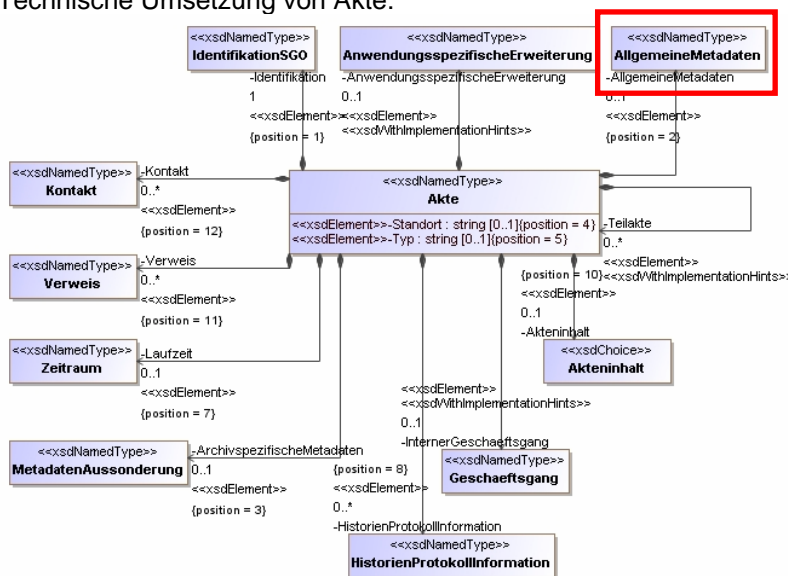 Technische Umsetzung von Akte:
<<xsdNamedType>>
IdentifikationSGO
<<xsdNamedType>>
AnwendungsspezifischeErweiterung
<<xsdNamedType>>
AllgemeineMetadaten
-Identifikation
1
<<xsdElement>>
{position = 1}
-AnwendungsspezifischeErweiterung
0..1
<<xsdElement>>
<<xsdWithImplementationHints>>
-AllgemeineMetadaten
0..1
<<xsdElement>>
{position = 2}
<<xsdNamedType>>
Akte
<<xsdElement>>-Standort : string [0..1]{position = 4}
<<xsdElement>>-Typ : string [0..1]{position = 5}
<<xsdNamedType>>
Kontakt
-Kontakt
0..*
<<xsdElement>>
{position = 12}
-Teilakte
0..*
<<xsdElement>>
<<xsdWithImplementationHints>>
<<xsdNamedType>>
Verweis
-Verweis
0..*
<<xsdElement>>
{position = 11}
{position = 10}
<<xsdElement>>
0..1
-Akteninhalt
<<xsdChoice>>
Akteninhalt
<<xsdNamedType>>
Zeitraum
-Laufzeit
0..1
<<xsdElement>>
{position = 7}
<<xsdElement>>
<<xsdWithImplementationHints>>
0..1
-InternerGeschaeftsgang
<<xsdNamedType>>
Geschaeftsgang
<<xsdNamedType>>
MetadatenAussonderung
-ArchivspezifischeMetadaten
0..1
<<xsdElement>>
{position = 3}
{position = 8}
<<xsdElement>>
0..*
-HistorienProtokollInformation
<<xsdNamedType>>
HistorienProtokollInformation